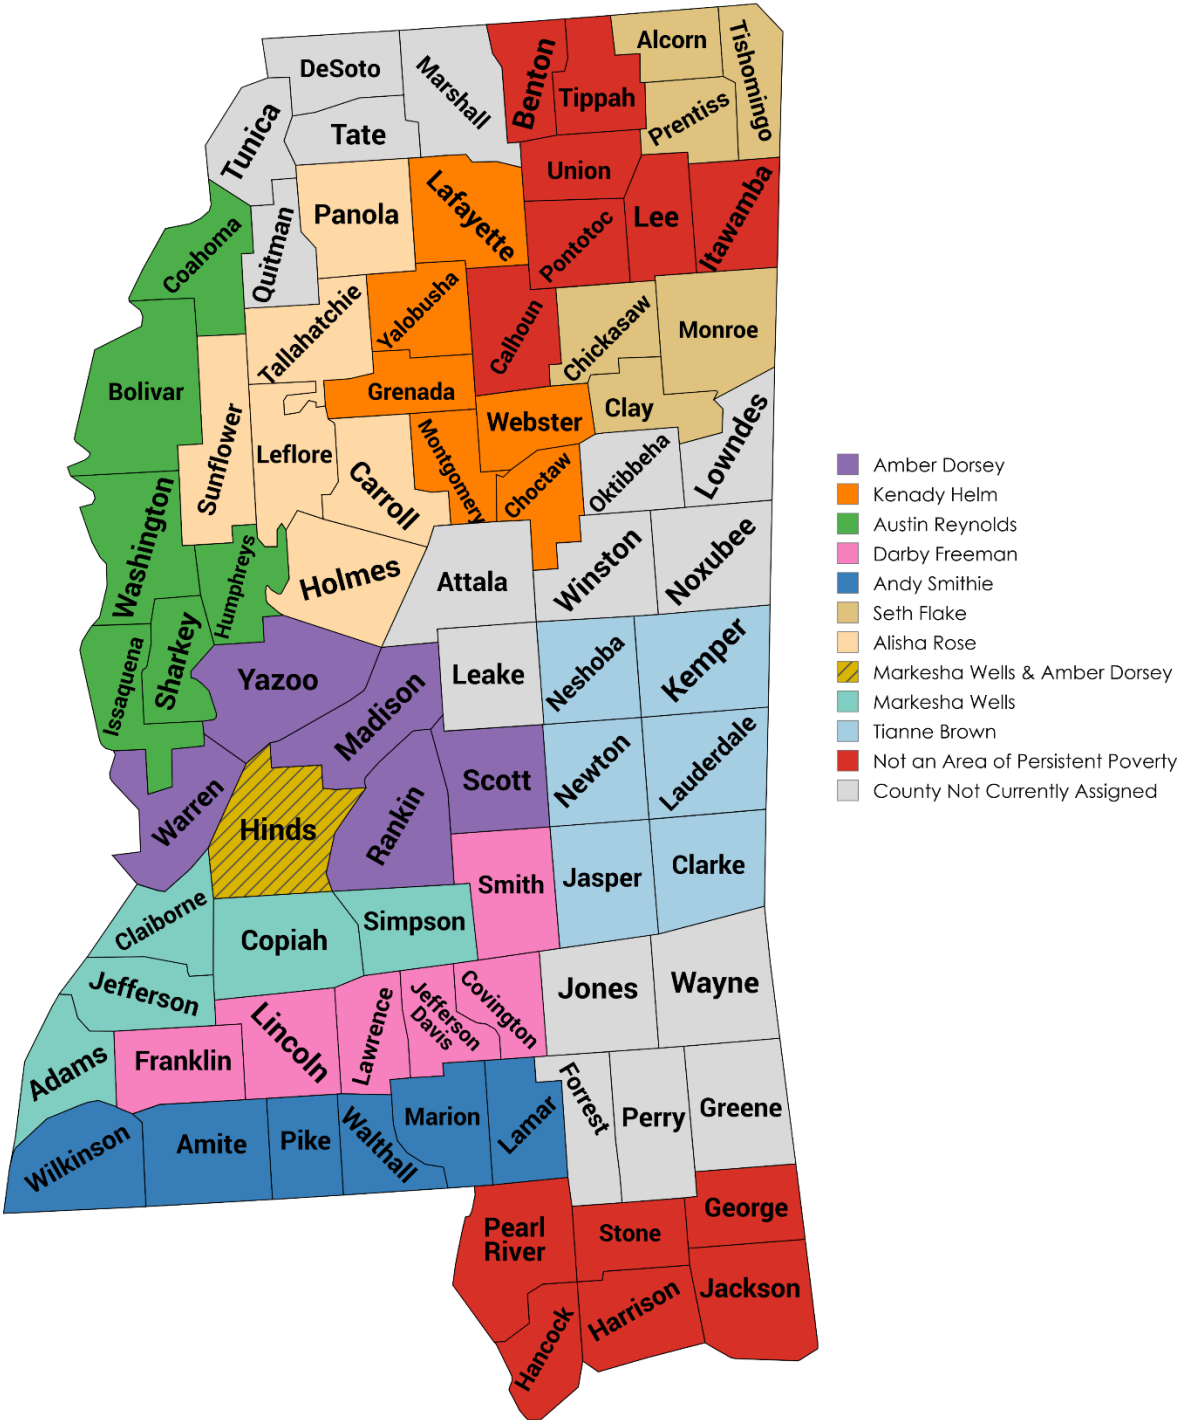 DeSoto
Marshall
Benton
Tippah
Alcorn
Tishomingo
Prentiss
Tunica
Tate
Union
Panola
Lafayette
Pontotoc
Lee
Itawamba
Coahoma
Quitman
Tallahatchie
Yalobusha
Calhoun
Chickasaw
Monroe
Bolivar
Sunflower
Leflore
Grenada
Webster
Clay
Lowndes
Carroll
Montgomery
Choctaw
Oktibbeha
Washington
Humphreys
Holmes
Attala
Winston
Noxubee
Issaquena
Sharkey
Yazoo
Madison
Leake
Neshoba
Kemper
Warren
Hinds
Rankin
Scott
Newton
Lauderdale
Claiborne
Copiah
Simpson
Smith
Jasper
Clarke
Jefferson
Adams
Franklin
Lincoln
Lawrence
Jefferson
Davis
Covington
Jones
Wayne
Wilkinson
Amite
Pike
Walthall
Marion
Lamar
Forrest
Perry
Greene
Pearl
River
Stone
George
Hancock
Harrison
Jackson
Amber Dorsey
Kenady Helm
Austin Reynolds
Darby Freeman
Andy Smithie
Seth Flake
Alisha Rose
Markesha Wells & Amber Dorsey
Markesha Wells
Tianne Brown
Not an Area of Persistent Poverty
County Not Currently Assigned